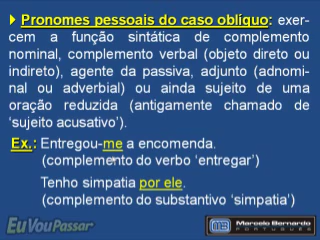 Pronomes pessoais do caso oblíquo: exer-
cem a função sintática de complemento
nominal, complemento verbal (objeto direto ou
indireto), agente da passiva, adjunto (adnomi-
nal ou adverbial) ou ainda sujeito de uma
oração reduzida (antigamente chamado de
‘sujeito acusativo’).
Ex.: Entregou-me a encomenda.
(complemento do verbo ‘entregar’)
Tenho simpatia por ele.
(complemento do substantivo ‘simpatia’)
EuVouPassar
MB Marcelo Bernardo
PORTUGUÊS